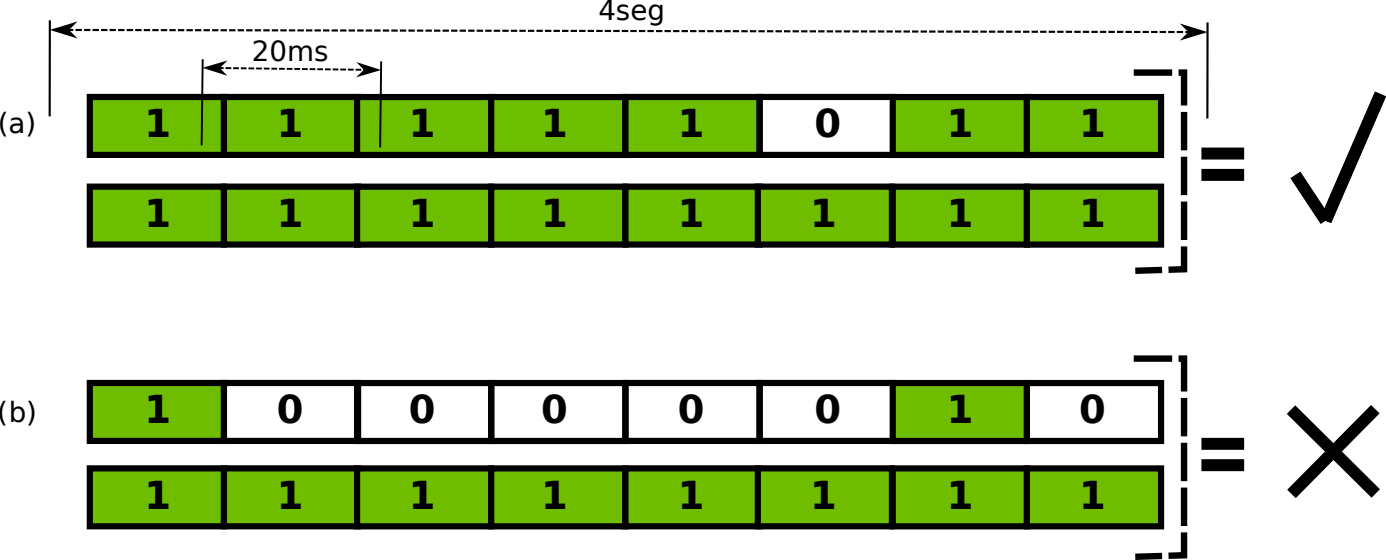 4seg
20ms
(a) 1 1 1 1 1 0 1 1
1 1 1 1 1 1 1 1
(b) 1 0 0 0 0 0 1 0
1 1 1 1 1 1 1 1